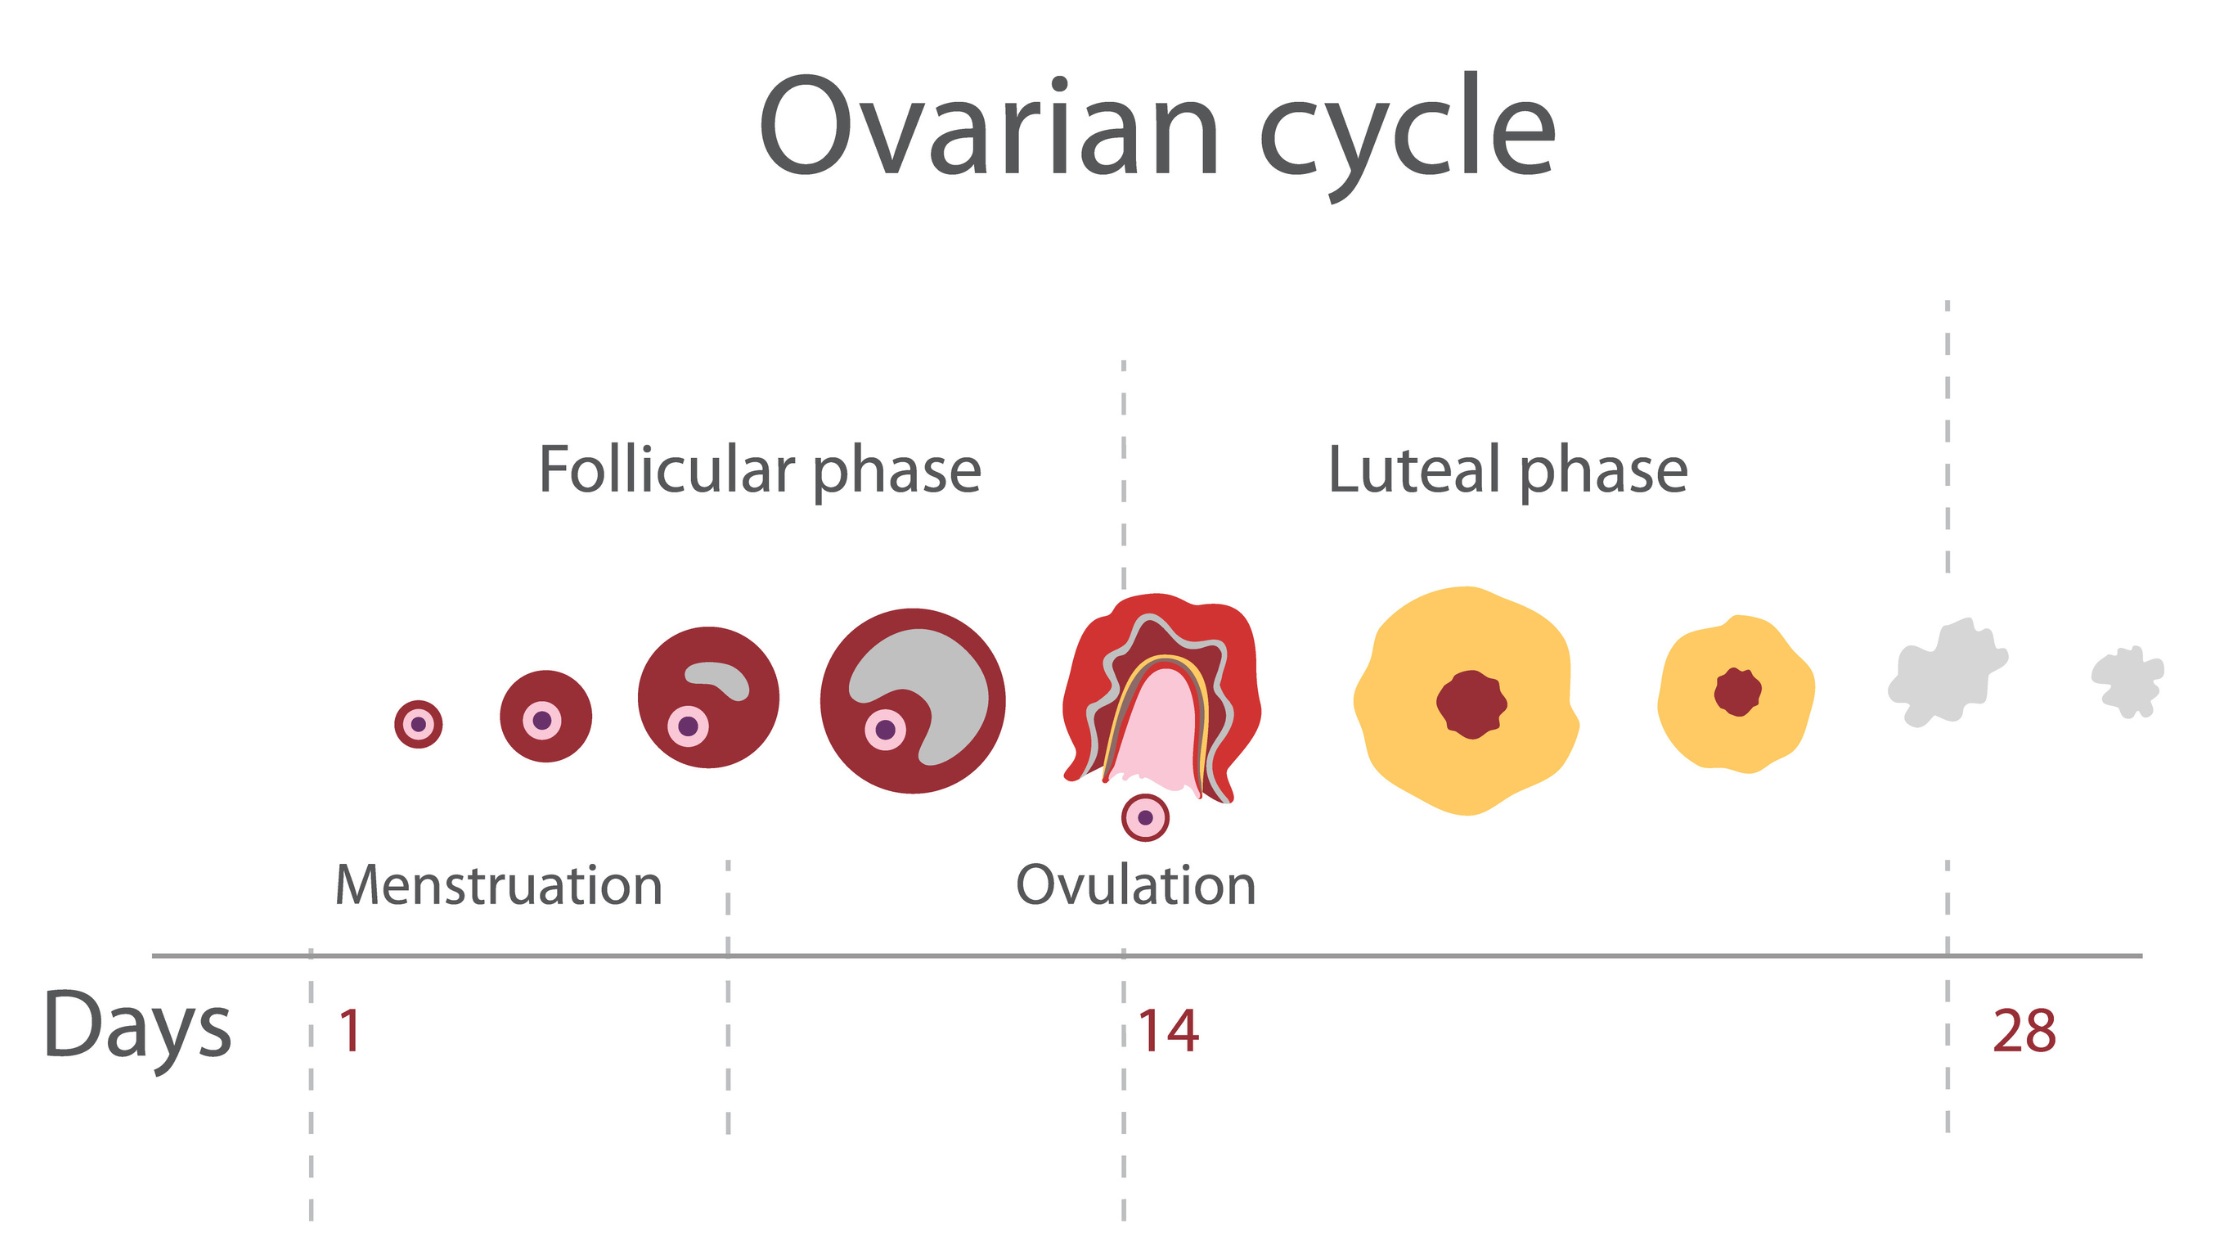 Ovarian cycle
Follicular phase
Luteal phase
Menstruation
Ovulation
Days
1
14
28